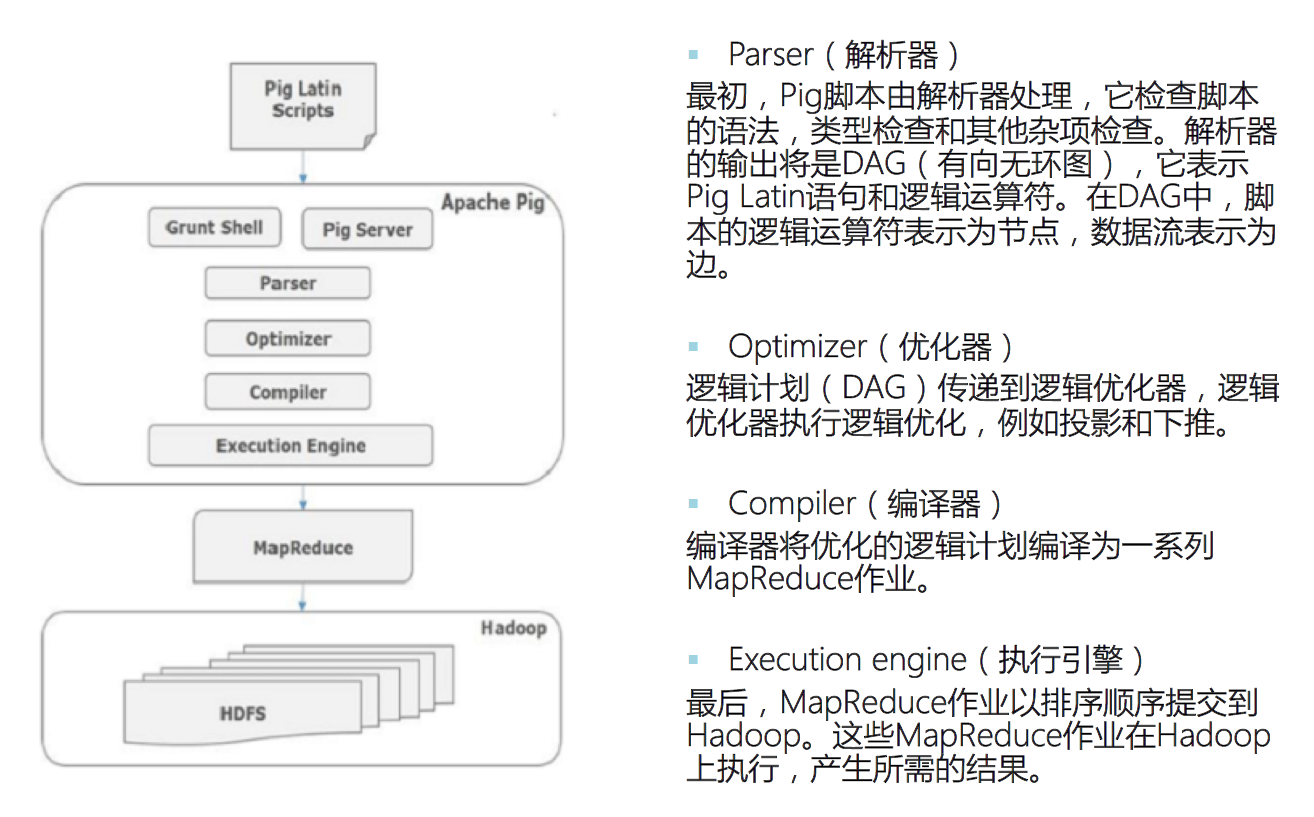 Pig Latin
Scripts
Apache Pig
Grunt Shell
Pig Server
Parser
Optimizer
Compiler
Execution Engine
MapReduce
Hadoop
HDFS
▪ Parser（解析器）
最初，Pig脚本由解析器处理，它检查脚本
的语法，类型检查和其他杂项检查。解析器
的输出将是DAG（有向无环图），它表示
Pig Latin语句和逻辑运算符。在DAG中，脚
本的逻辑运算符表示为节点，数据流表示为
边。
▪ Optimizer（优化器）
逻辑计划（DAG）传递到逻辑优化器，逻辑
优化器执行逻辑优化，例如投影和下推。
▪ Compiler（编译器）
编译器将优化的逻辑计划编译为一系列
MapReduce作业。
▪ Execution engine（执行引擎）
最后，MapReduce作业以排序顺序提交到
Hadoop。这些MapReduce作业在Hadoop
上执行，产生所需的结果。